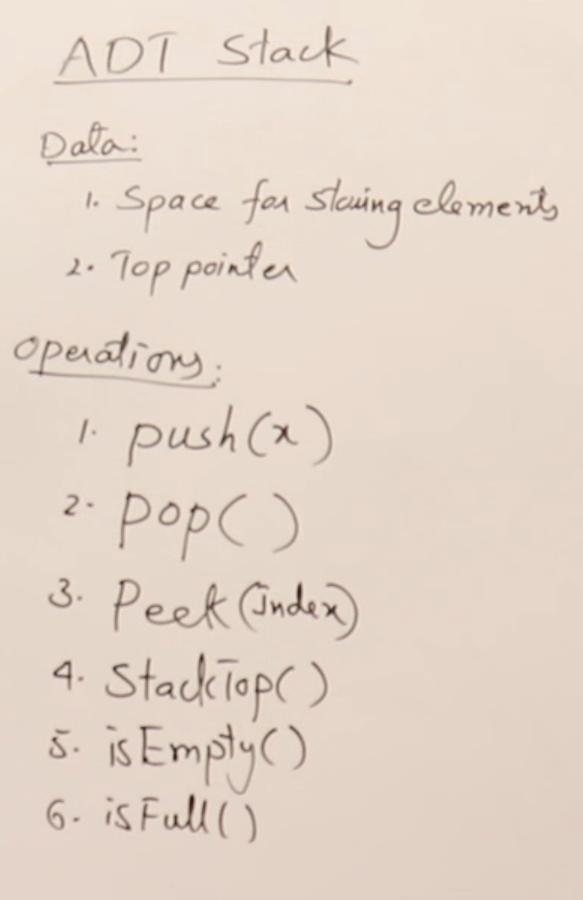 ADT Stack
Data:
1. Space for storing elements
2. Top pointer
Operations:
1. push(x)
2. pop()
3. Peek(index)
4. StackTop()
5. isEmpty()
6. isFull()